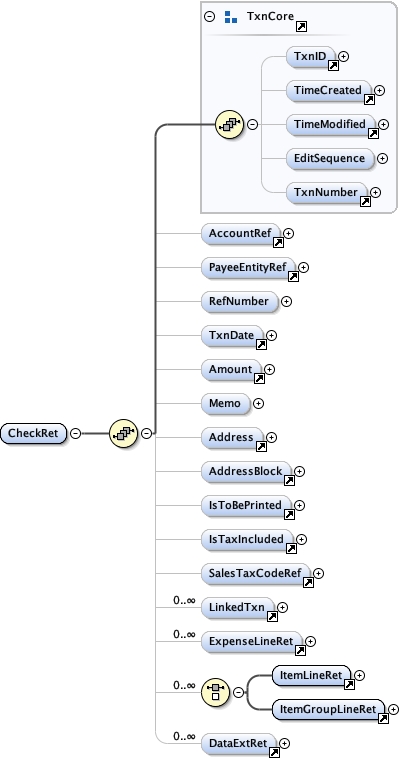 TxnCore
TxnID
TimeCreated
TimeModified
EditSequence
TxnNumber
AccountRef
PayeeEntityRef
RefNumber
TxnDate
Amount
Memo
CheckRet
Address
AddressBlock
IsToBePrinted
IsTaxIncluded
SalesTaxCodeRef
0..∞
LinkedTxn
0..∞
ExpenseLineRet
0..∞
ItemLineRet
ItemGroupLineRet
0..∞
DataExtRet